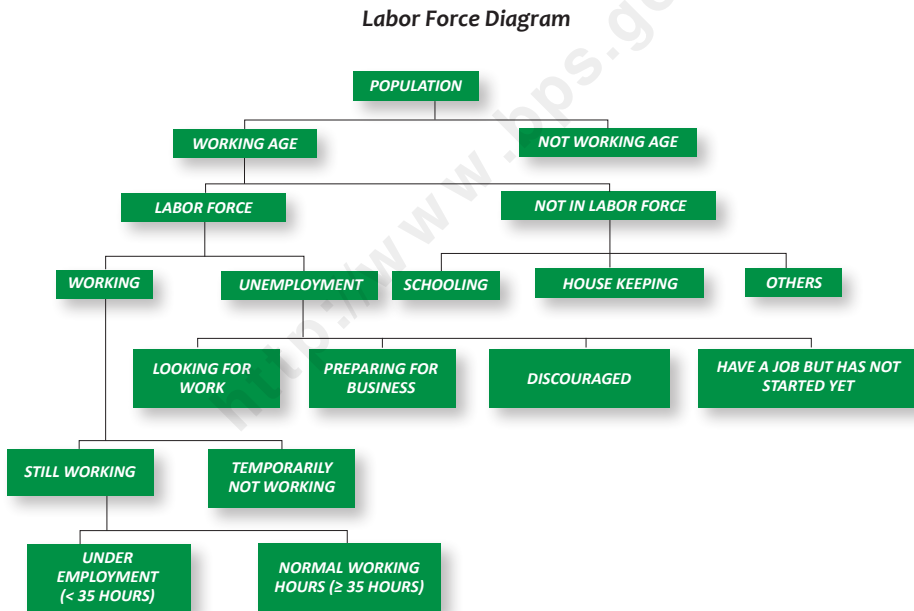 Labor Force Diagram
POPULATION
WORKING AGE
NOT WORKING AGE
LABOR FORCE
NOT IN LABOR FORCE
WORKING
UNEMPLOYMENT
SCHOOLING
HOUSE KEEPING
OTHERS
LOOKING FOR
WORK
PREPARING FOR
BUSINESS
DISCOURAGED
HAVE A JOB BUT HAS NOT
STARTED YET
STILL WORKING
TEMPORARILY
NOT WORKING
UNDER
EMPLOYMENT
(< 35 HOURS)
NORMAL WORKING
HOURS (≥ 35 HOURS)
http://www.bps.go